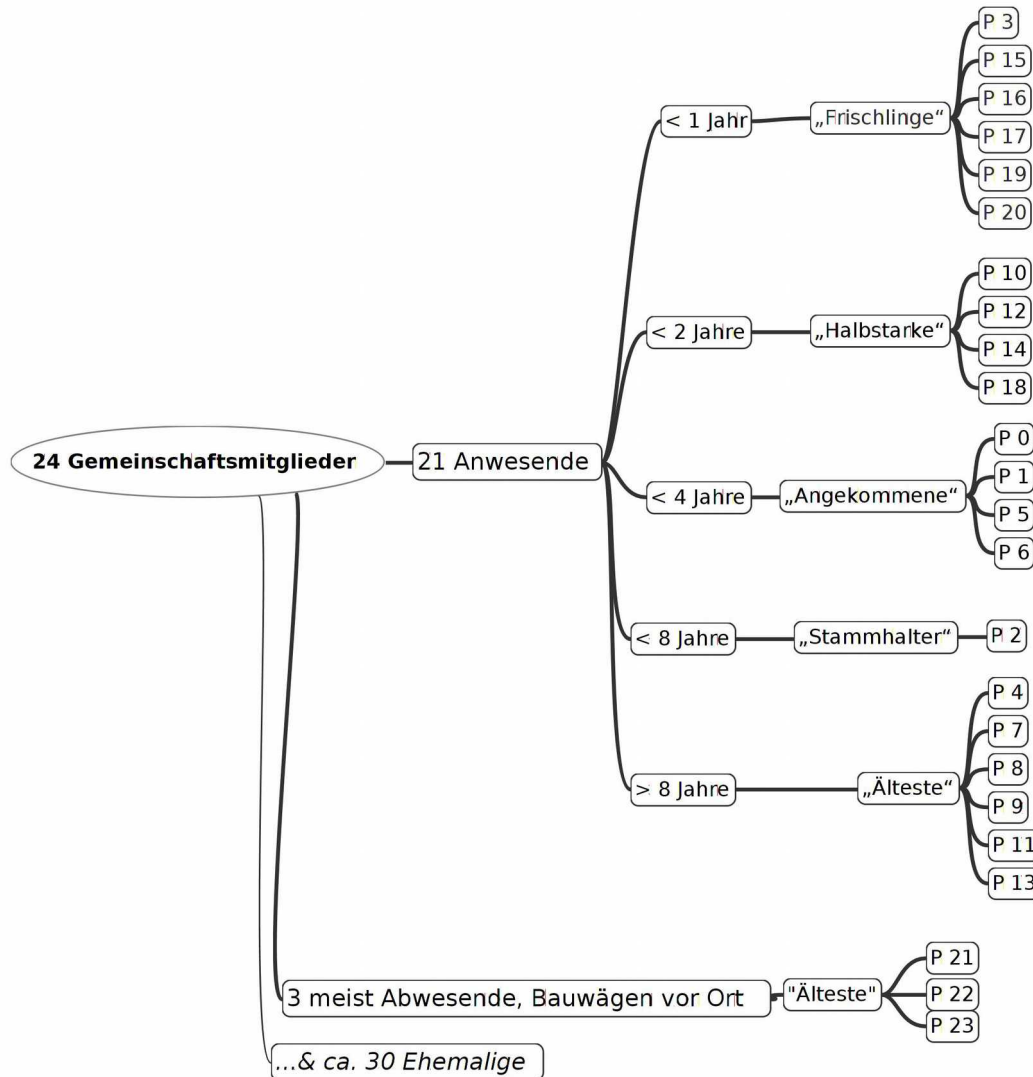 24 Gemeinschaftsmitglieder
21 Anwesende
< 1 Jahr
„Frischlinge“
P 3
P 15
P 16
P 17
P 19
P 20
< 2 Jahre
„Halbstarke“
P 10
P 12
P 14
P 18
< 4 Jahre
„Angekommene“
P 0
P 1
P 5
P 6
< 8 Jahre
„Stammhalter“
P 2
> 8 Jahre
„Älteste“
P 4
P 7
P 8
P 9
P 11
P 13
3 meist Abwesende, Bauwägen vor Ort
"Älteste"
P 21
P 22
P 23
...& ca. 30 Ehemalige